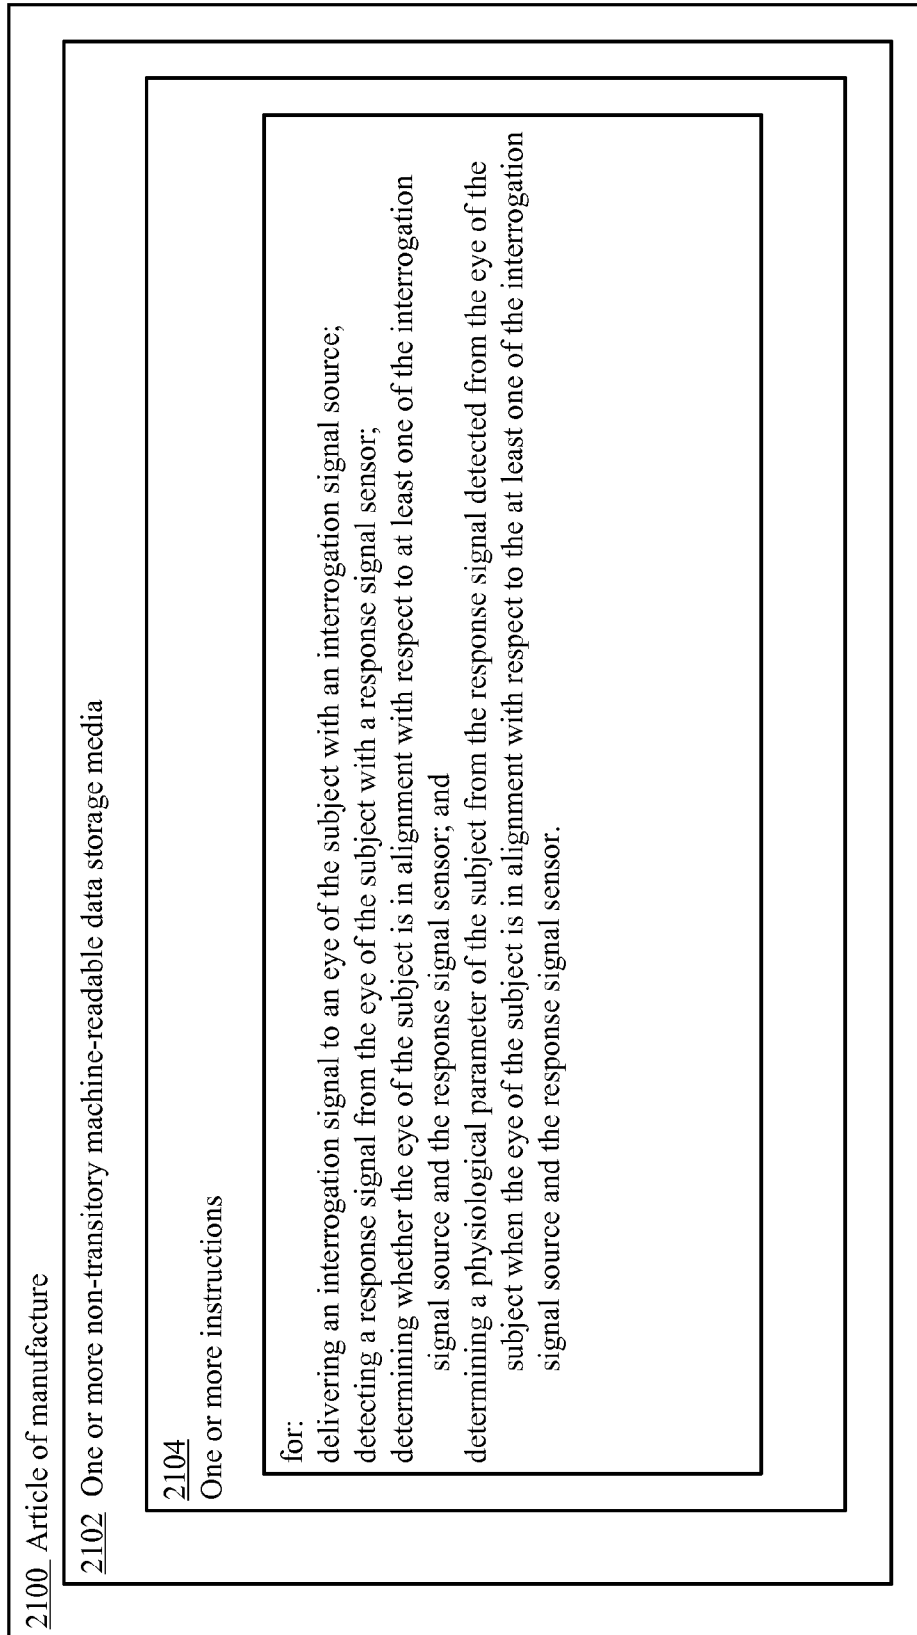 2100 Article of manufacture
2102 One or more non-transitory machine-readable data storage media
2104
One or more instructions
for:
delivering an interrogation signal to an eye of the subject with an interrogation signal source;
detecting a response signal from the eye of the subject with a response signal sensor;
determining whether the eye of the subject is in alignment with respect to at least one of the interrogation
signal source and the response signal sensor; and
determining a physiological parameter of the subject from the response signal detected from the eye of the
subject when the eye of the subject is in alignment with respect to the at least one of the interrogation
signal source and the response signal sensor.